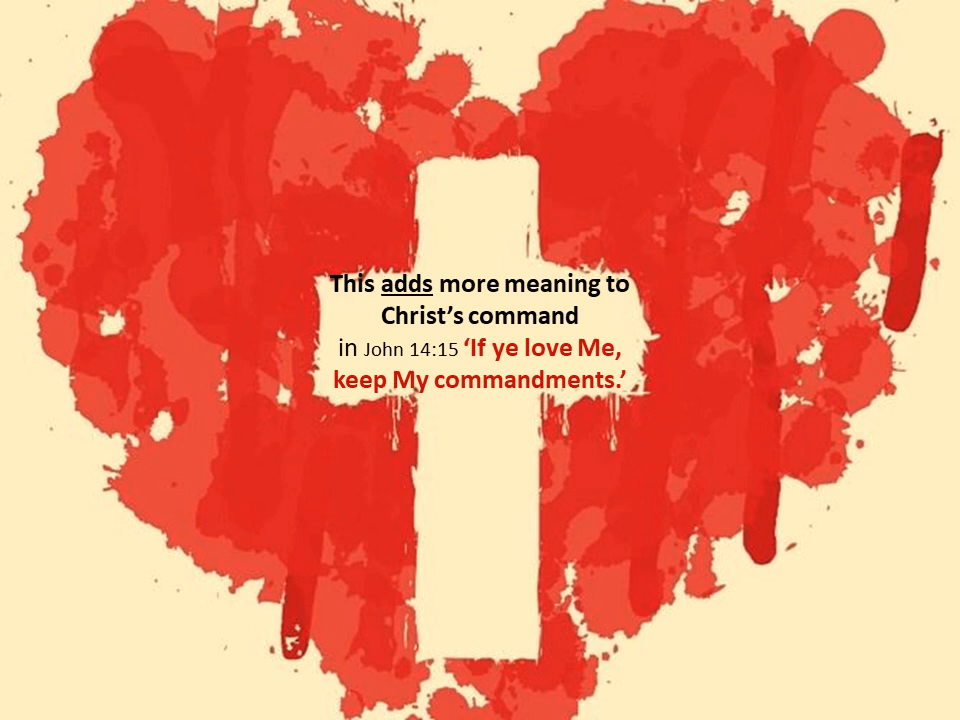 This adds more meaning to
Christ’s command
in John 14:15 ‘If ye love Me,
keep My commandments.’